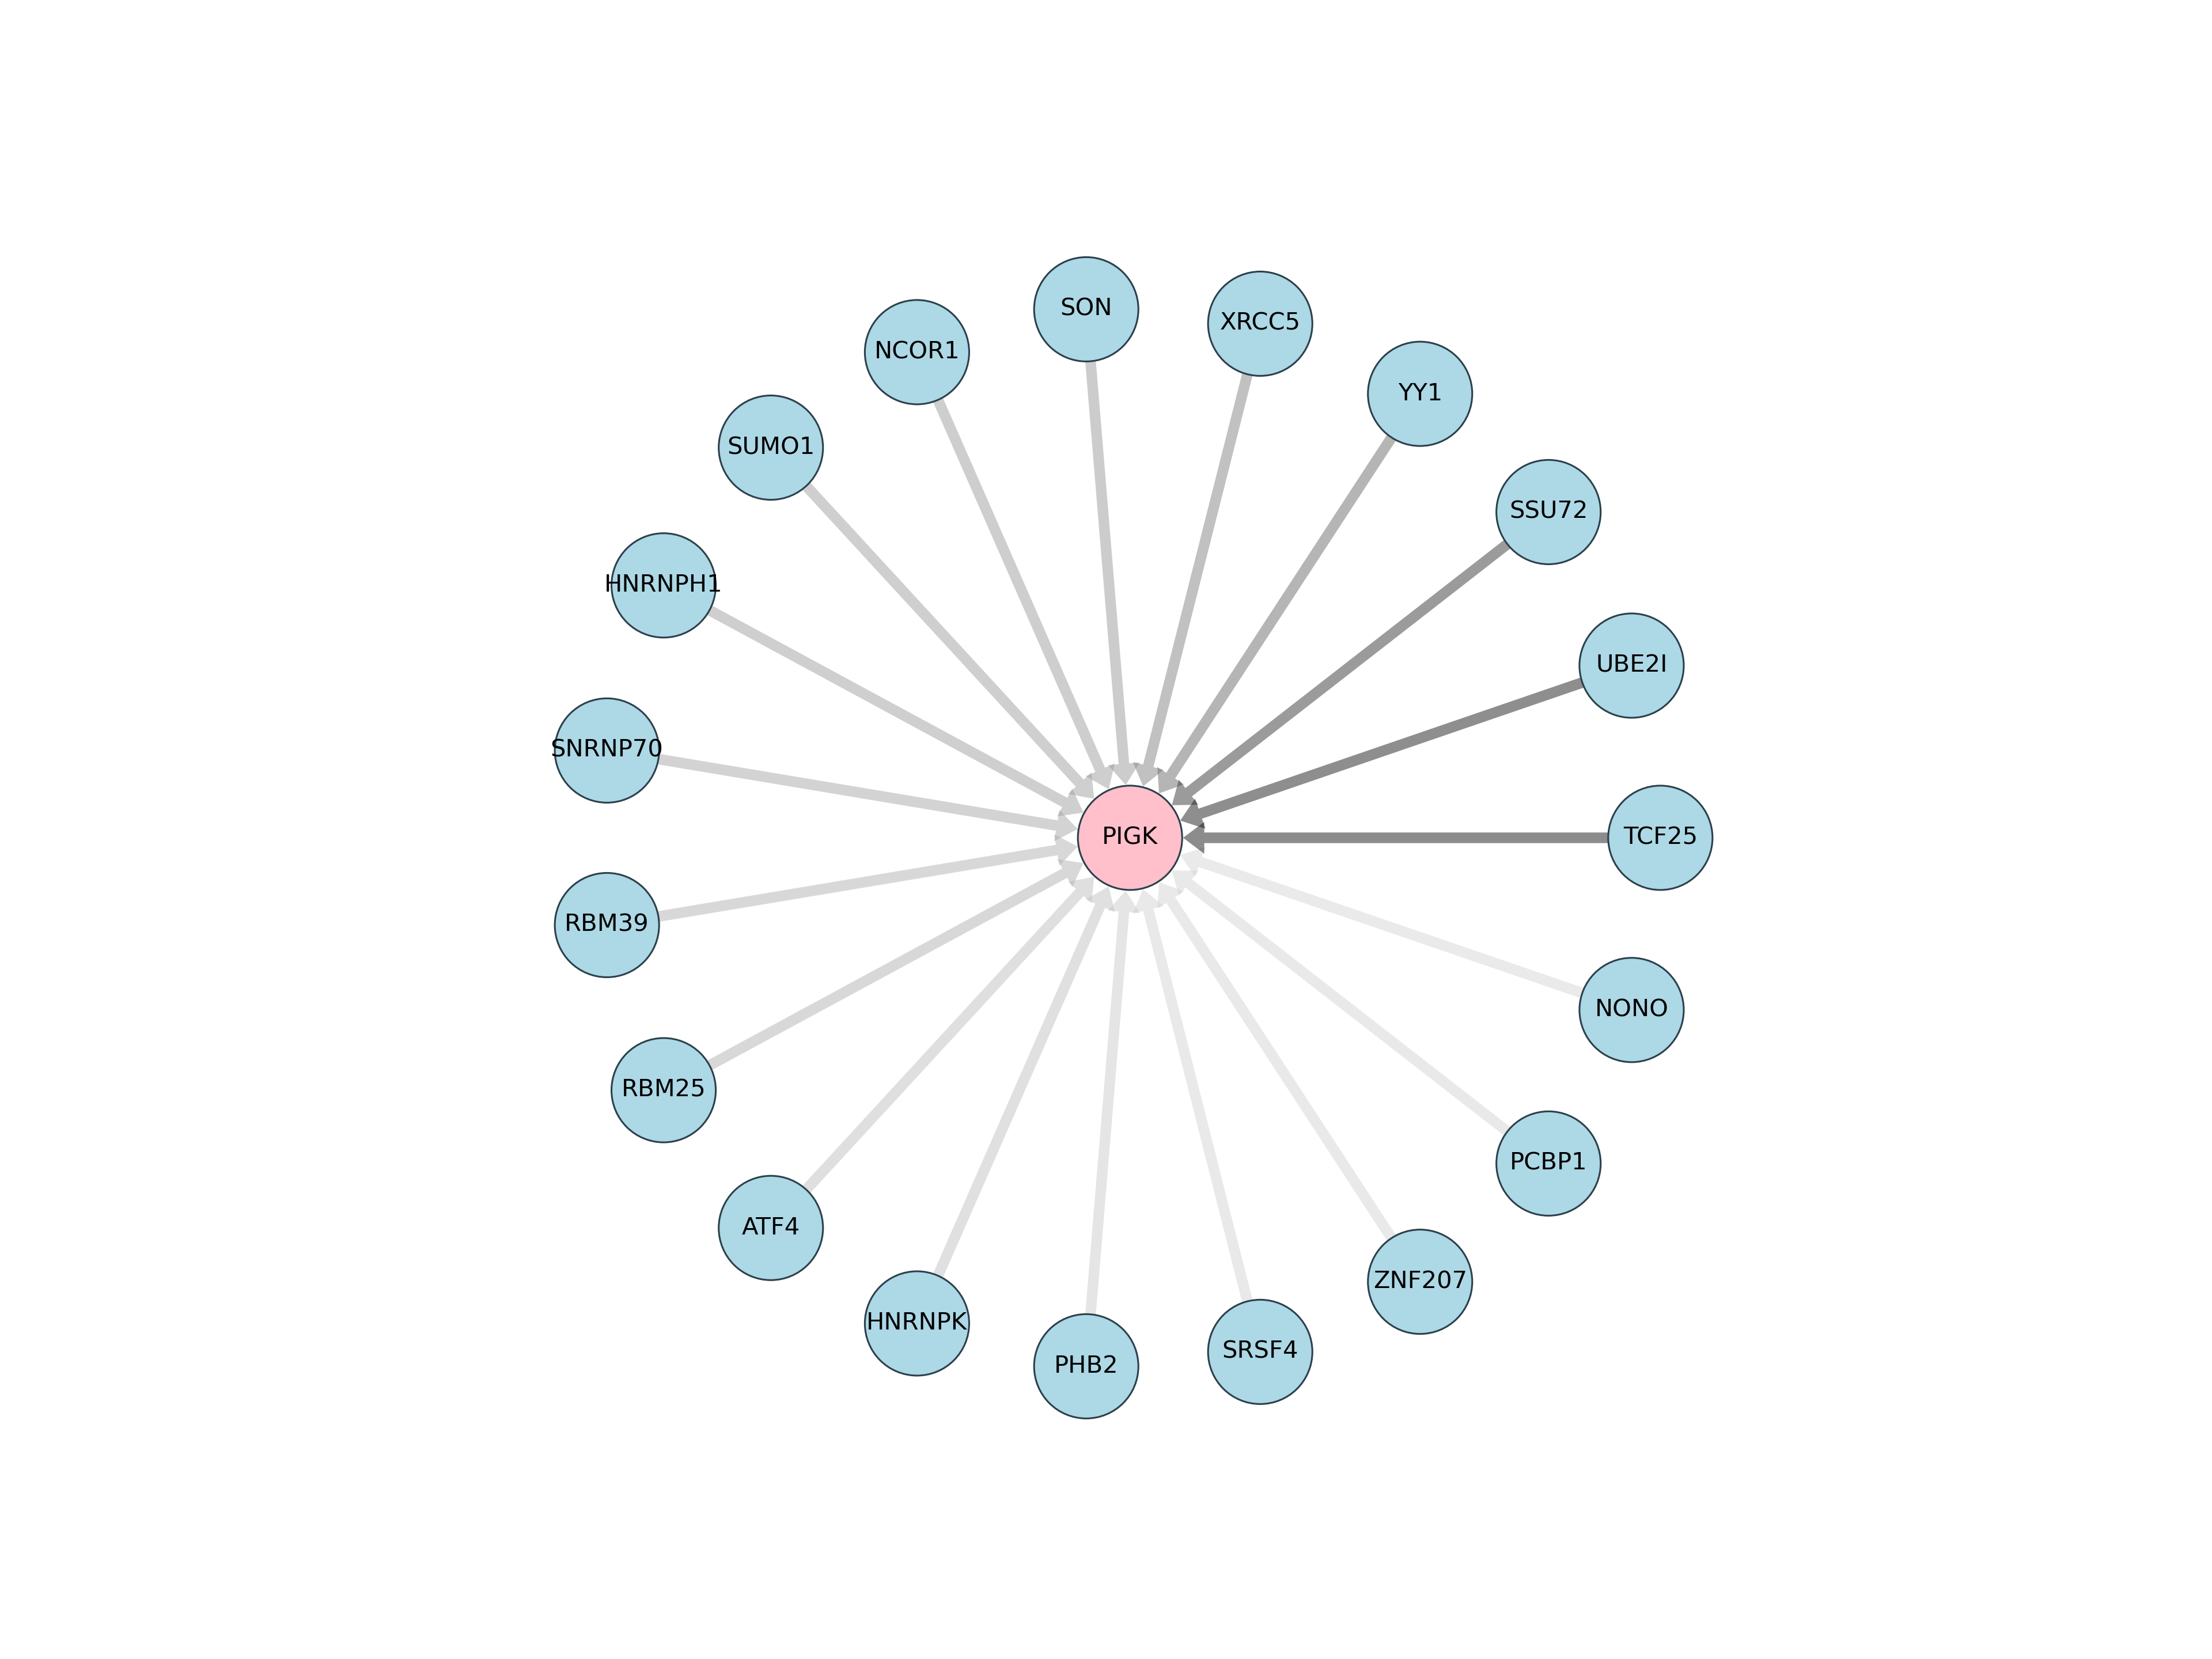 SON
XRCC5
NCOR1
YY1
SUMO1
SSU72
HNRNPH1
UBE2I
SNRNP70
PIGK
TCF25
RBM39
NONO
RBM25
PCBP1
ATF4
ZNF207
HNRNPK
SRSF4
PHB2